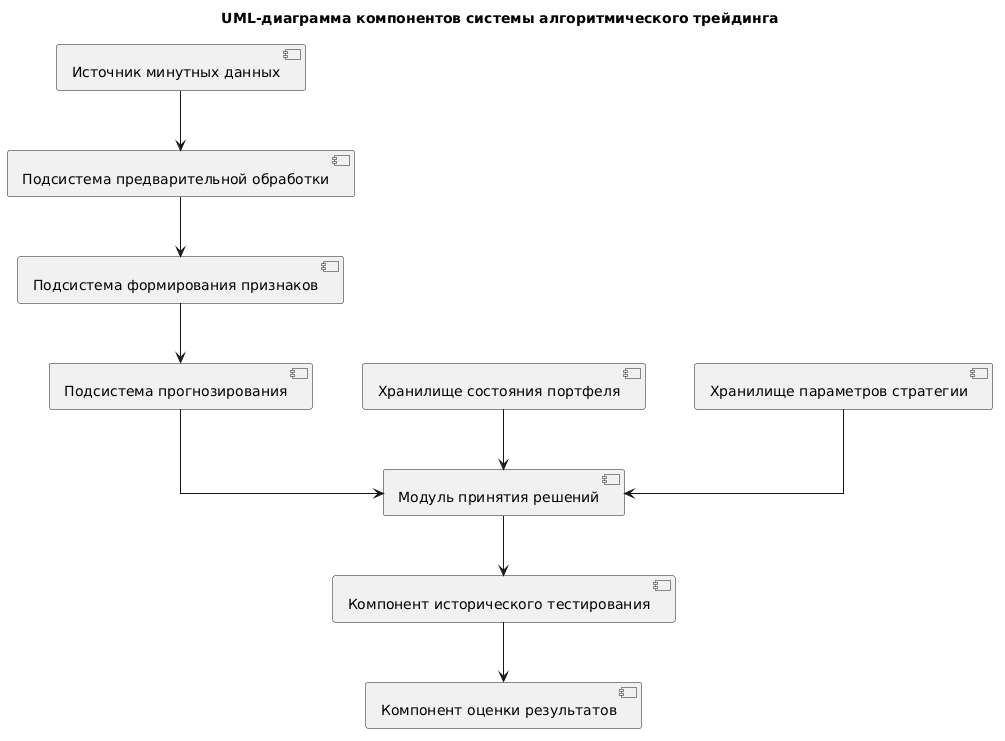 UML-диаграмма компонентов системы алгоритмического трейдинга
Источник минутных данных
Подсистема предварительной обработки
Подсистема формирования признаков
Подсистема прогнозирования
Хранилище состояния портфеля
Хранилище параметров стратегии
Модуль принятия решений
Компонент исторического тестирования
Компонент оценки результатов